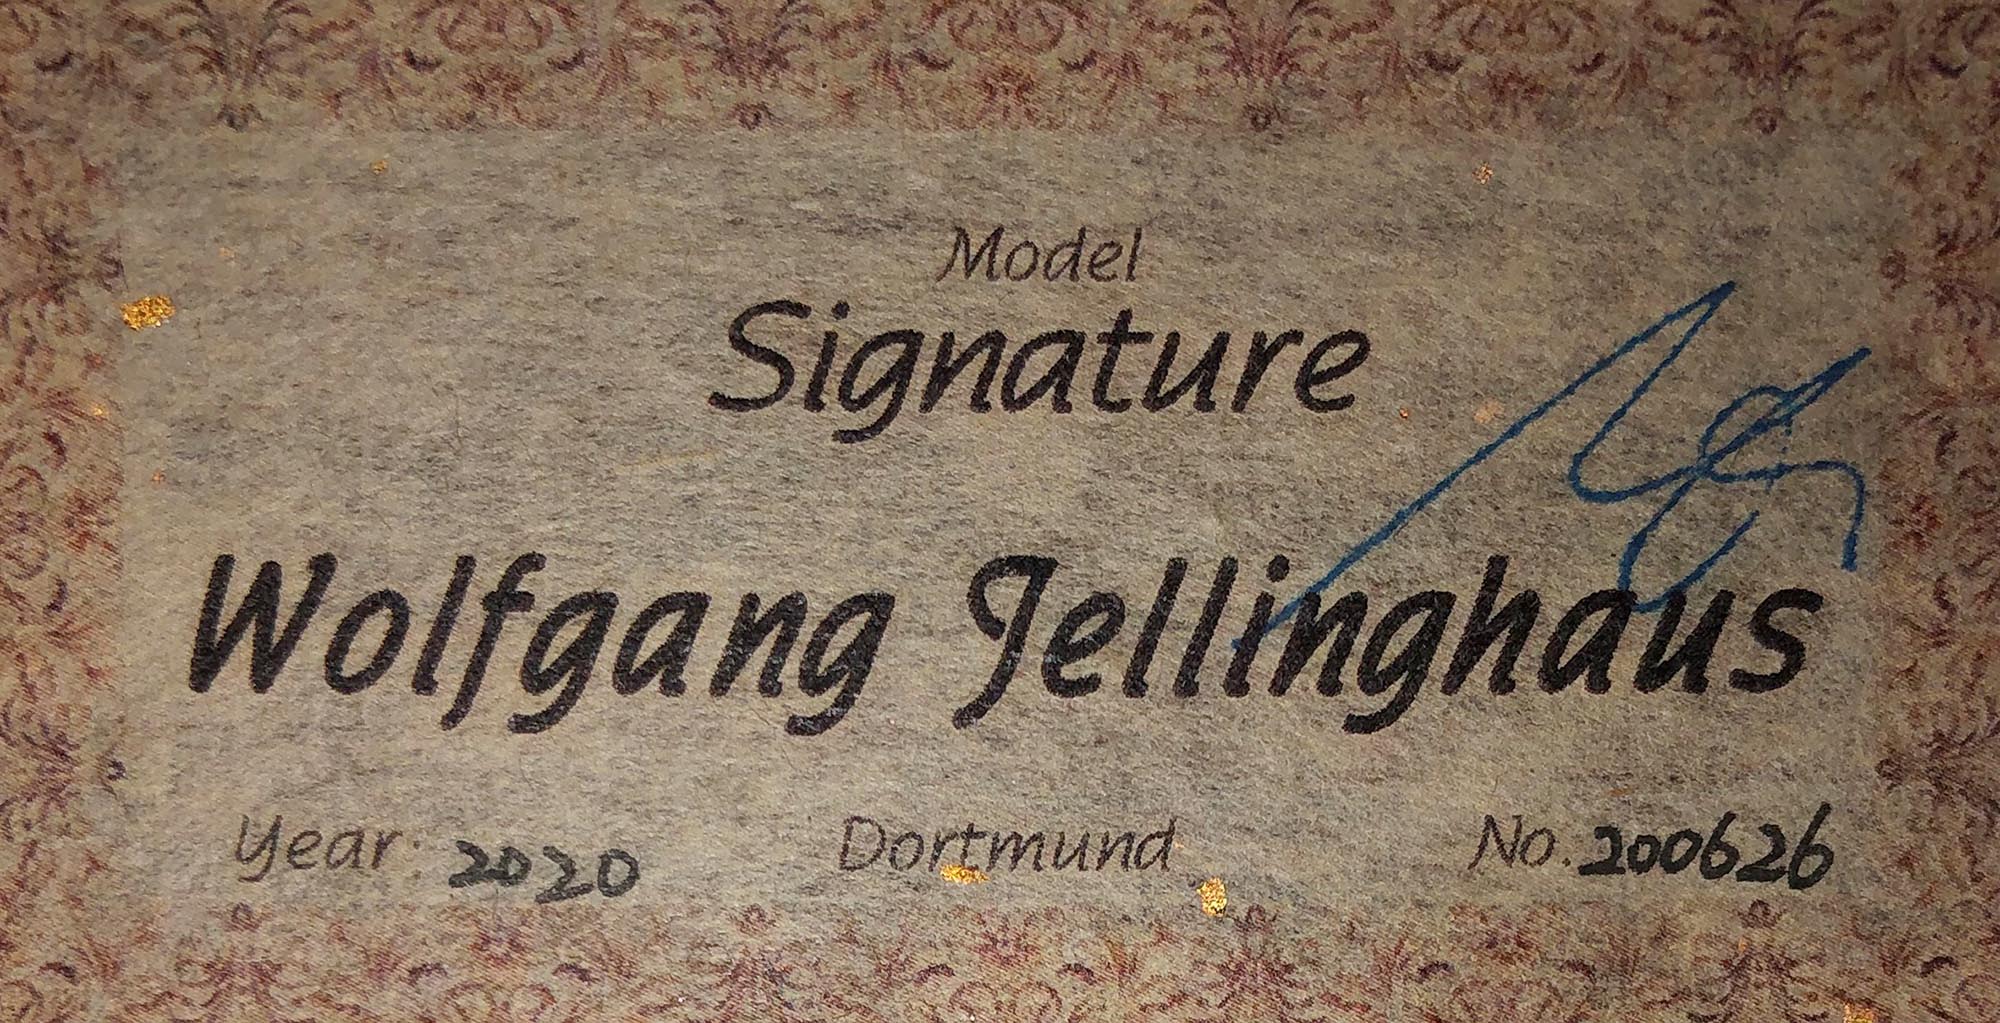 Model
Signature
Wolfgang Jellinghaus
Year: 2020 Dortmund No. 200626